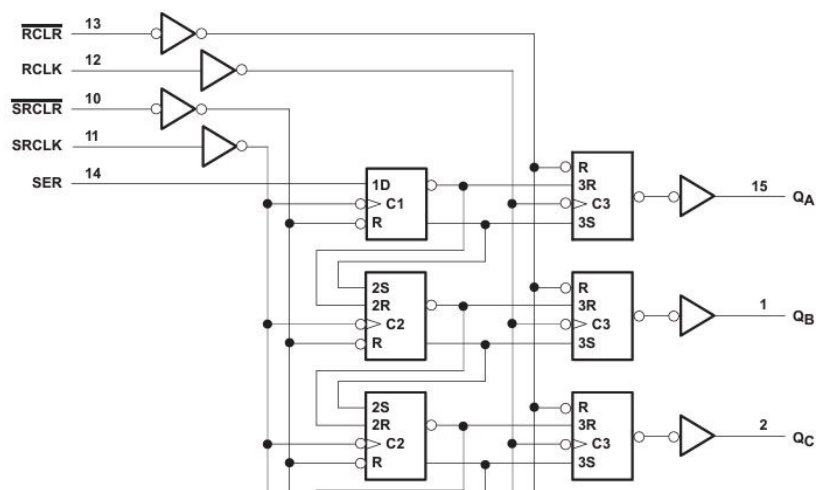 RCLR 13
RCLK 12
SRCLR 10
SRCLK 11
SER 14
1D
C1
R
R
3R
C3
3S
15 QA
2S
2R
C2
R
R
3R
C3
3S
1 QB
2S
2R
C2
R
R
3R
C3
3S
2 QC